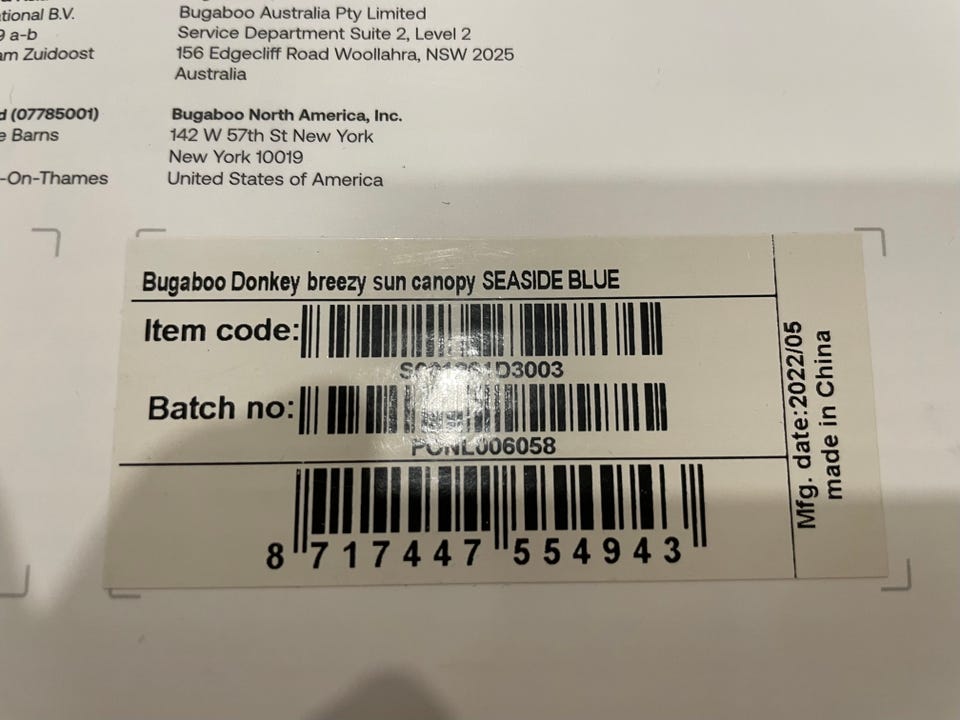 tional B.V.
9 a-b
am Zuidoost
d (07785001)
e Barns
-On-Thames
Bugaboo Australia Pty Limited
Service Department Suite 2, Level 2
156 Edgecliff Road Woollahra, NSW 2025
Australia
Bugaboo North America, Inc.
142 W 57th St New York
New York 10019
United States of America
Bugaboo Donkey breezy sun canopy SEASIDE BLUE
Item code:
Batch no:
8 717447 554943
Mfg. date:2022/05
made in China